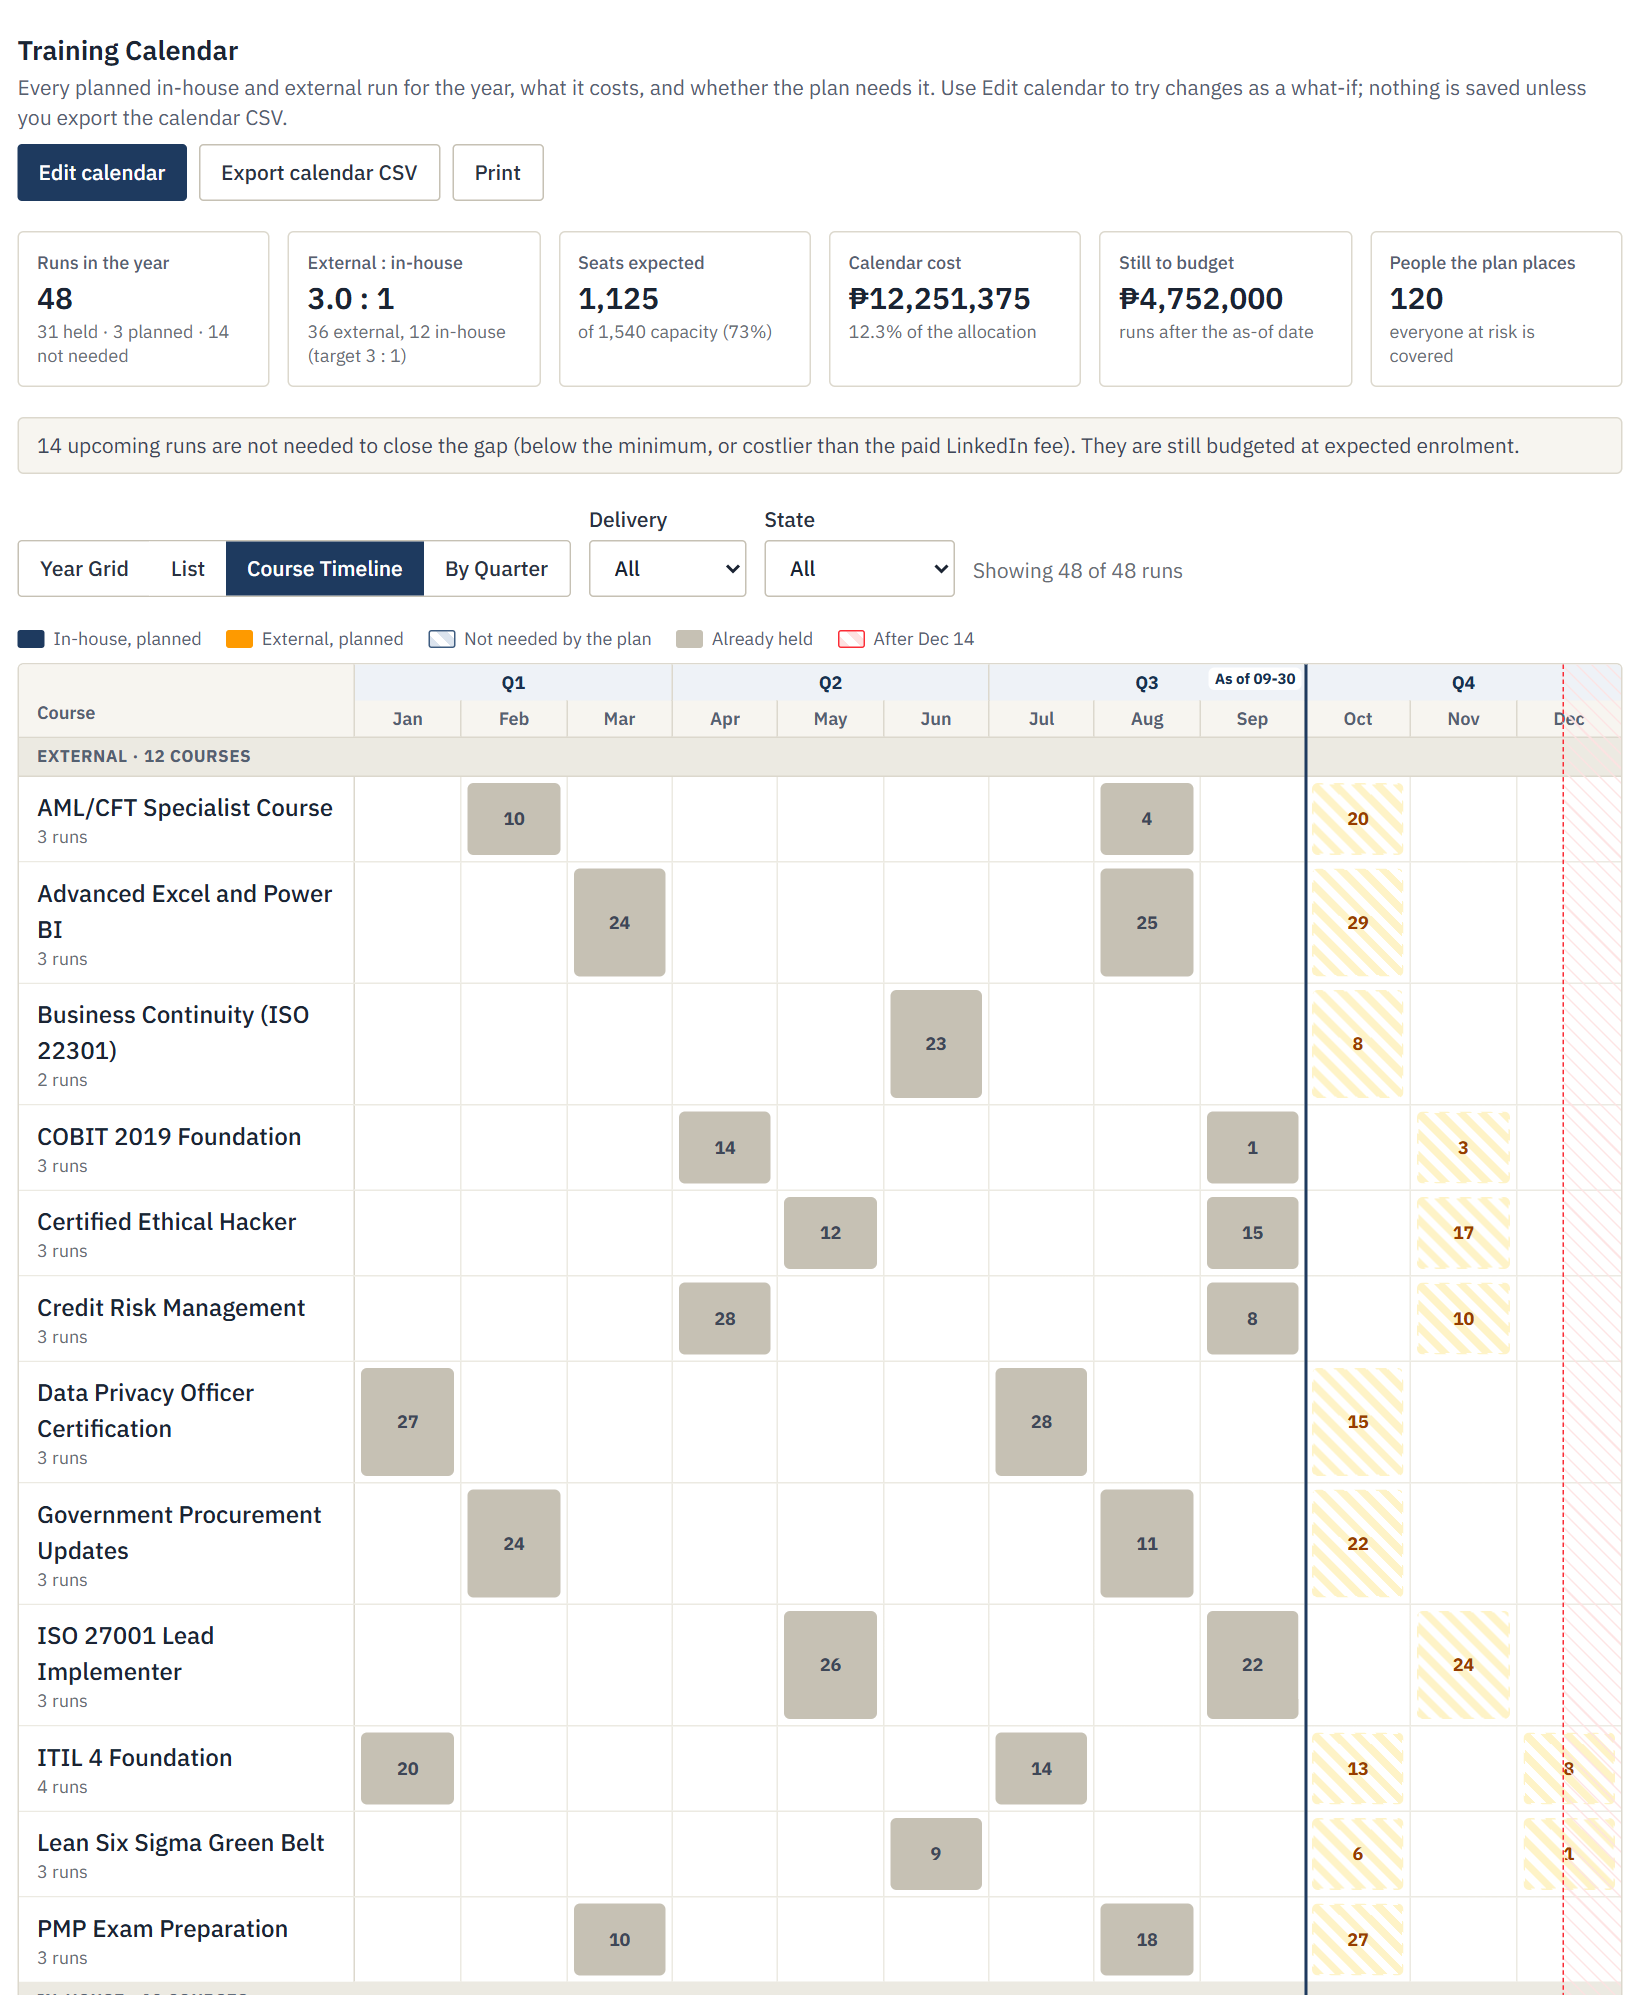 Training Calendar
Every planned in-house and external run for the year, what it costs, and whether the plan needs it. Use Edit calendar to try changes as a what-if; nothing is saved unless
you export the calendar CSV.
Edit calendar Export calendar CSV Print
Runs in the year
48
31 held · 3 planned · 14
not needed
External : in-house
3.0 : 1
36 external, 12 in-house
(target 3 : 1)
Seats expected
1,125
of 1,540 capacity (73%)
Calendar cost
₱12,251,375
12.3% of the allocation
Still to budget
₱4,752,000
runs after the as-of date
People the plan places
120
everyone at risk is
covered
14 upcoming runs are not needed to close the gap (below the minimum, or costlier than the paid LinkedIn fee). They are still budgeted at expected enrolment.
Delivery State
Year Grid List Course Timeline By Quarter All All Showing 48 of 48 runs
In-house, planned External, planned Not needed by the plan Already held After Dec 14
Q1 Q2 Q3 As of 09-30 Q4
Course Jan Feb Mar Apr May Jun Jul Aug Sep Oct Nov Dec
EXTERNAL · 12 COURSES
AML/CFT Specialist Course
3 runs
10 4 20
Advanced Excel and Power
BI
3 runs
24 25 29
Business Continuity (ISO
22301)
2 runs
23 8
COBIT 2019 Foundation
3 runs
14 1 3
Certified Ethical Hacker
3 runs
12 15 17
Credit Risk Management
3 runs
28 8 10
Data Privacy Officer
Certification
3 runs
27 28 15
Government Procurement
Updates
3 runs
24 11 22
ISO 27001 Lead
Implementer
3 runs
26 22 24
ITIL 4 Foundation
4 runs
20 14 13 8
Lean Six Sigma Green Belt
3 runs
9 6 1
PMP Exam Preparation
3 runs
10 18 27